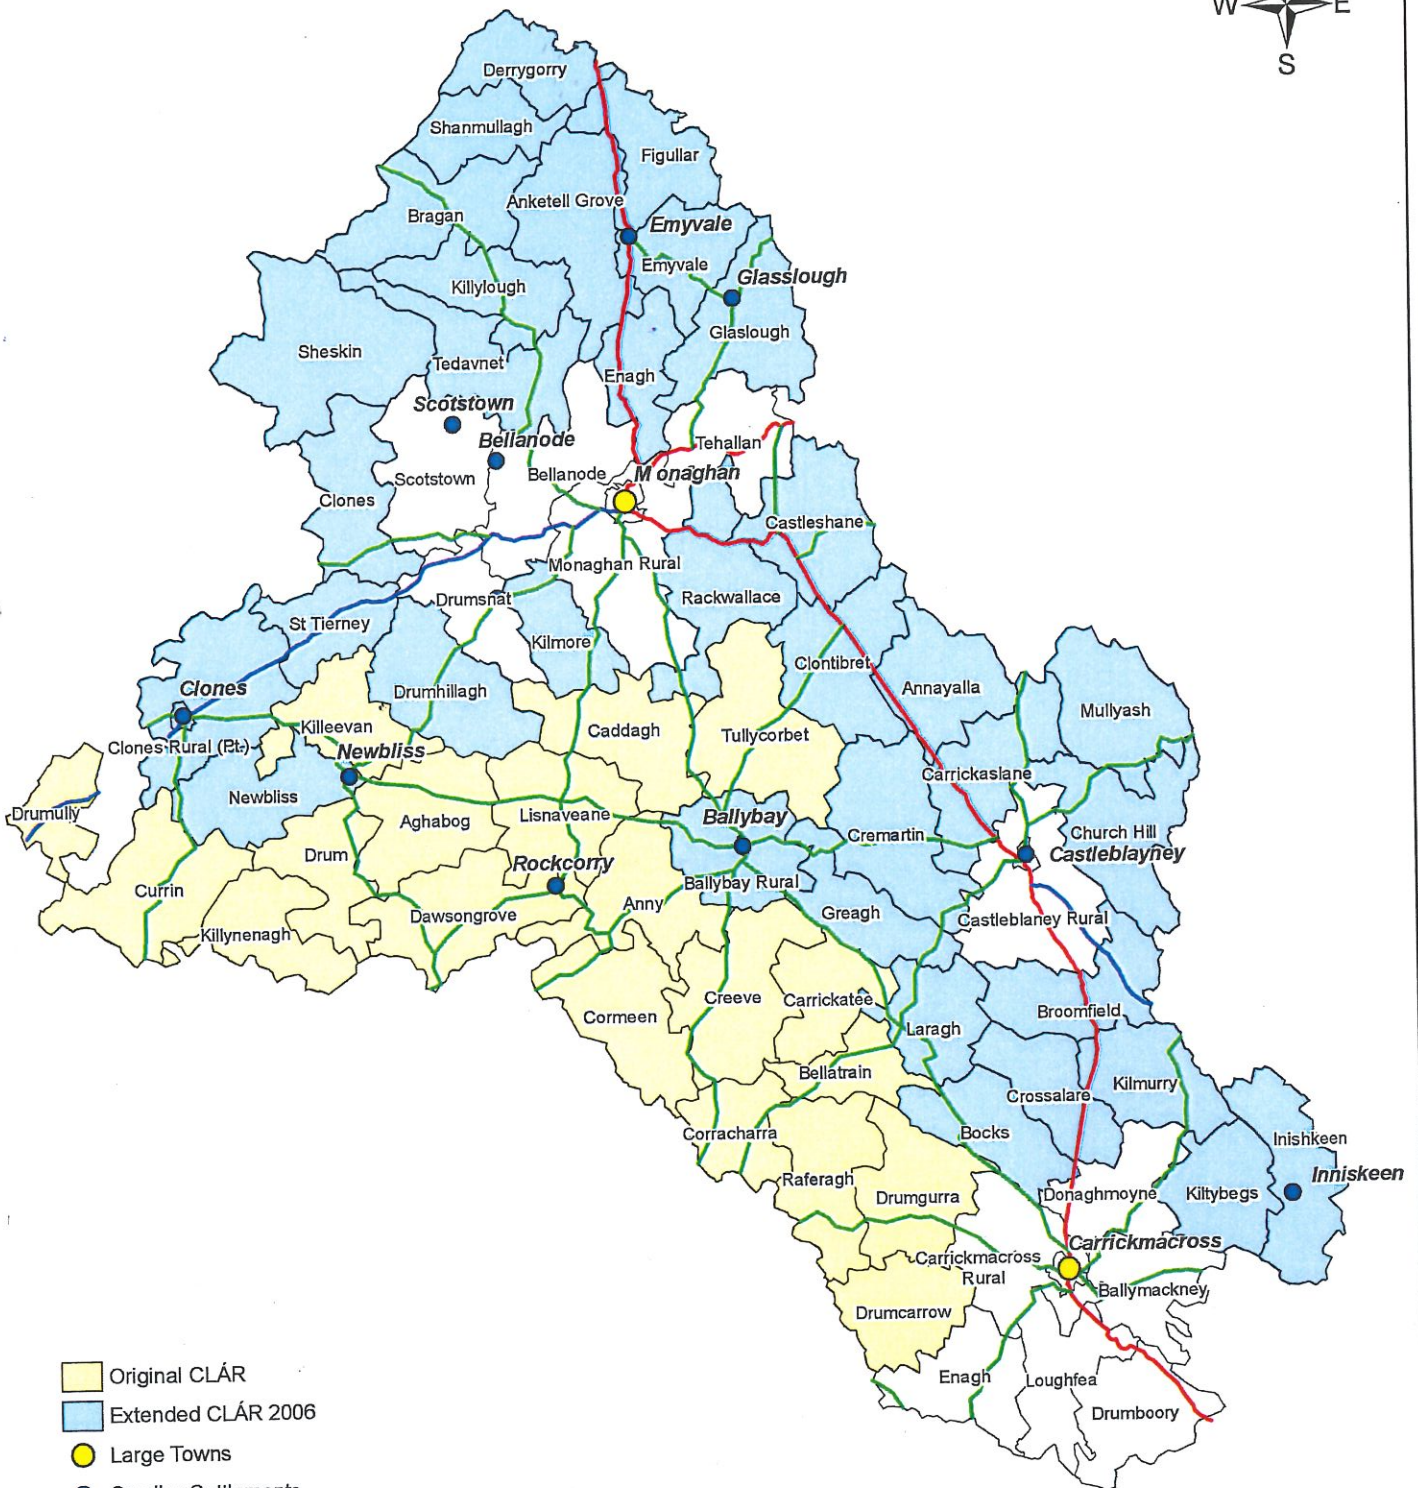 W E
S
Derrygorry
Shanmullagh
Figullar
Anketell Grove
Bragan
Emyvale
Emyvale
Glasslough
Killylough
Glaslough
Sheskin
Tedavnet
Enagh
Scotstown
Bellanode
Tehallan
Monaghan
Scotstown
Bellanode
Clones
Castleshane
Monaghan Rural
Drumsnat
Rackwallace
St Tierney
Kilmore
Clontibret
Clones
Drumhillagh
Annayalla
Mullyash
Killeevan
Caddagh
Tullycorbet
Clones Rural (Pt.)
Newbliss
Carrickaslane
Newbliss
Drumully
Aghabog
Lisnaveane
Ballybay
Cremartin
Church Hill
Castleblayney
Drum
Rockcorry
Ballybay Rural
Currin
Anny
Greagh
Dawsongrove
Castleblaney Rural
Killynenagh
Creeve
Carrickatee
Cormeen
Broomfield
Laragh
Bellatrain
Crossalare
Kilmurry
Corracharra
Bocks
Inishkeen
Inniskeen
Raferagh
Drumgurra
Donaghmoyne
Kiltybegs
Carrickmacross
Carrickmacross
Rural
Ballymackney
Drumcarrow
Enagh
Loughfea
Drumboory
Original CLÁR
Extended CLÁR 2006
Large Towns